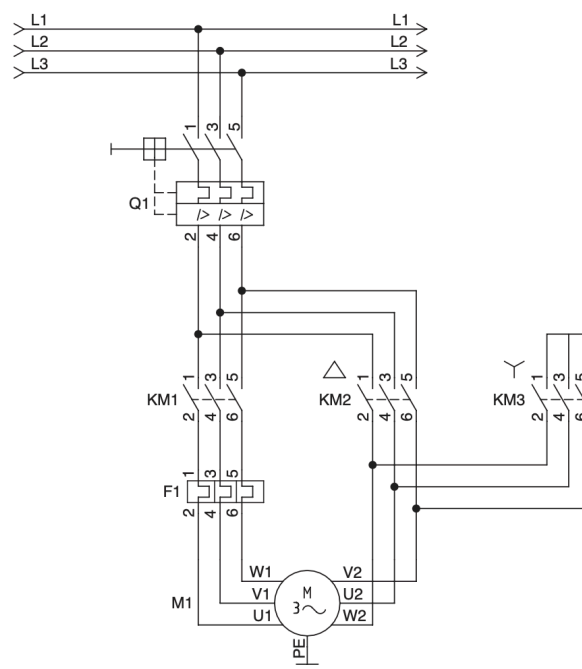 L1 L1
L2 L2
L3 L3
1 3 5
Q1
I> I> I>
2 4 6
KM1 1 3 5
2 4 6
KM2 1 3 5
2 4 6
KM3 1 3 5
2 4 6
F1 1 3 5
2 4 6
W1 V2
M
M1 V1 3 U2
U1 W2
PE